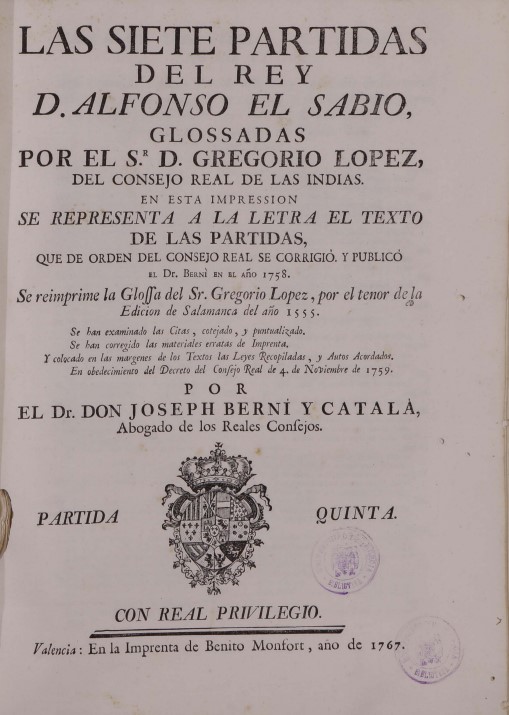 LAS SIETE PARTIDAS
DEL REY
D. ALFONSO EL SABIO,
GLOSSADAS
POR EL S.R D. GREGORIO LOPEZ,
DEL CONSEJO REAL DE LAS INDIAS.
EN ESTA IMPRESSION
SE REPRESENTA A LA LETRA EL TEXTO
DE LAS PARTIDAS,
QUE DE ORDEN DEL CONSEJO REAL SE CORRIGIÓ, Y PUBLICÓ
EL Dr. BERNÌ EN EL AÑO 1758.
Se reimprime la Glossa del Sr. Gregorio Lopez, por el tenor de la
Edicion de Salamanca del año 1555.
Se han examinado las Citas, cotejado, y puntualizado.
Se han corregido las materiales erratas de Imprenta.
Y colocado en las margenes de los Textos las Leyes Recopiladas, y Autos Acordados.
En obedecimiento del Decreto del Consejo Real de 4. de Noviembre de 1759.
POR
EL Dr. DON JOSEPH BERNÍ Y CATALÁ,
Abogado de los Reales Consejos.
PARTIDA QUINTA.
CON REAL PRIVILEGIO.
Valencia: En la Imprenta de Benito Monfort, año de 1767.